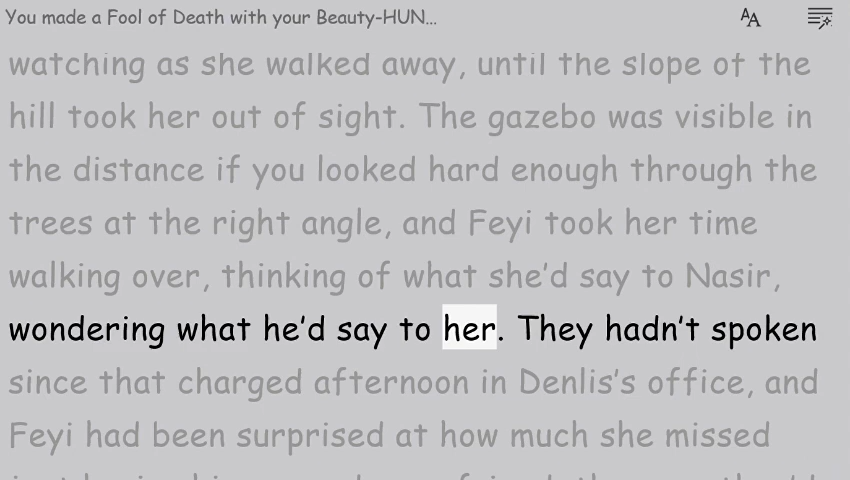 You made a Fool of Death with your Beauty-HUN...
AA
watching as she walked away, until the slope of the
hill took her out of sight. The gazebo was visible in
the distance if you looked hard enough through the
trees at the right angle, and Feyi took her time
walking over, thinking of what she'd say to Nasir,
wondering what he'd say to her. They hadn't spoken
since that charged afternoon in Denlis's office, and
Feyi had been surprised at how much she missed